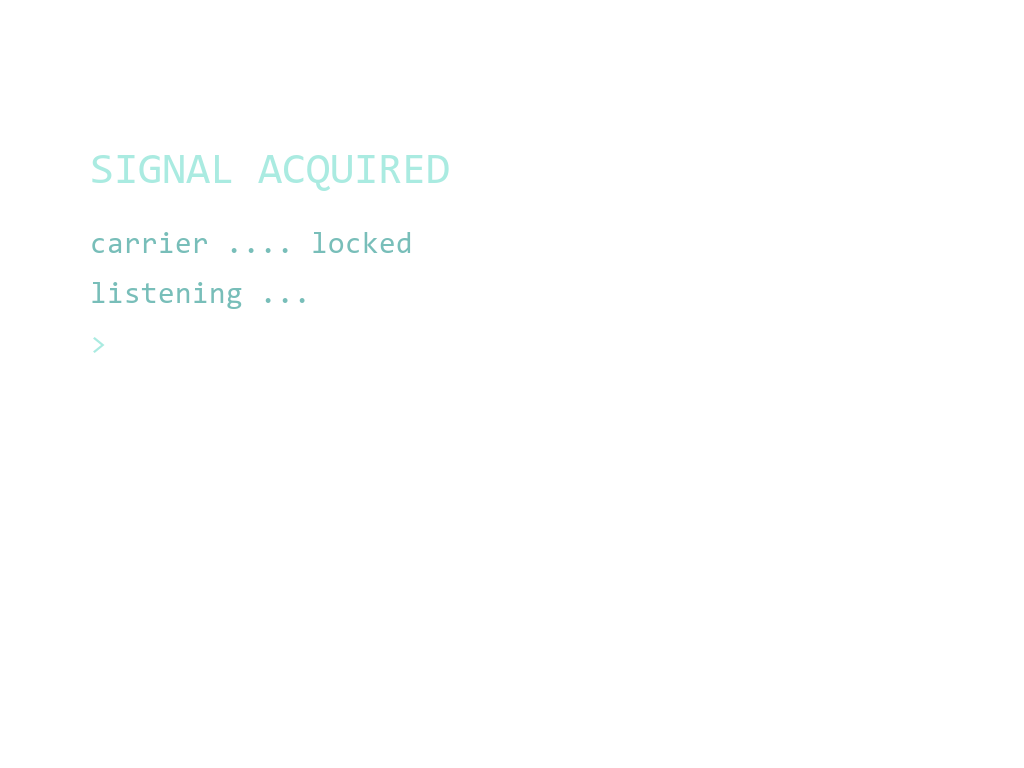 SIGNAL ACQUIRED
carrier .... locked
listening ...
>